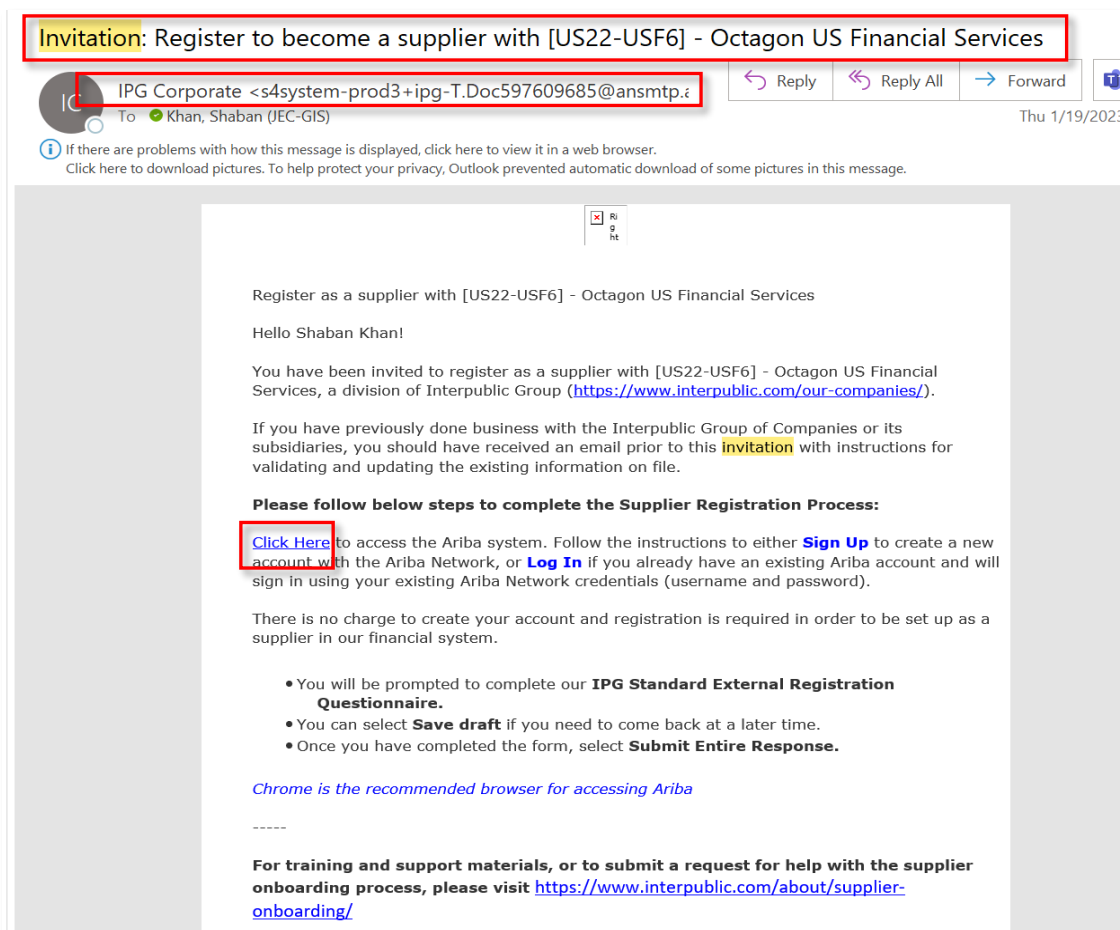 Invitation: Register to become a supplier with [US22-USF6] - Octagon US Financial Services
IC
IPG Corporate <s4system-prod3+ipg-T.Doc597609685@ansmtp.a
Reply
Reply All
Forward
To Khan, Shaban (JEC-GIS)
Thu 1/19/2023
If there are problems with how this message is displayed, click here to view it in a web browser.
Click here to download pictures. To help protect your privacy, Outlook prevented automatic download of some pictures in this message.
Ri
g
ht
Register as a supplier with [US22-USF6] - Octagon US Financial Services
Hello Shaban Khan!
You have been invited to register as a supplier with [US22-USF6] - Octagon US Financial
Services, a division of Interpublic Group (https://www.interpublic.com/our-companies/).
If you have previously done business with the Interpublic Group of Companies or its
subsidiaries, you should have received an email prior to this invitation with instructions for
validating and updating the existing information on file.
Please follow below steps to complete the Supplier Registration Process:
Click Here to access the Ariba system. Follow the instructions to either Sign Up to create a new
account with the Ariba Network, or Log In if you already have an existing Ariba account and will
sign in using your existing Ariba Network credentials (username and password).
There is no charge to create your account and registration is required in order to be set up as a
supplier in our financial system.
• You will be prompted to complete our IPG Standard External Registration
Questionnaire.
• You can select Save draft if you need to come back at a later time.
• Once you have completed the form, select Submit Entire Response.
Chrome is the recommended browser for accessing Ariba
-----
For training and support materials, or to submit a request for help with the supplier
onboarding process, please visit https://www.interpublic.com/about/supplier-
onboarding/